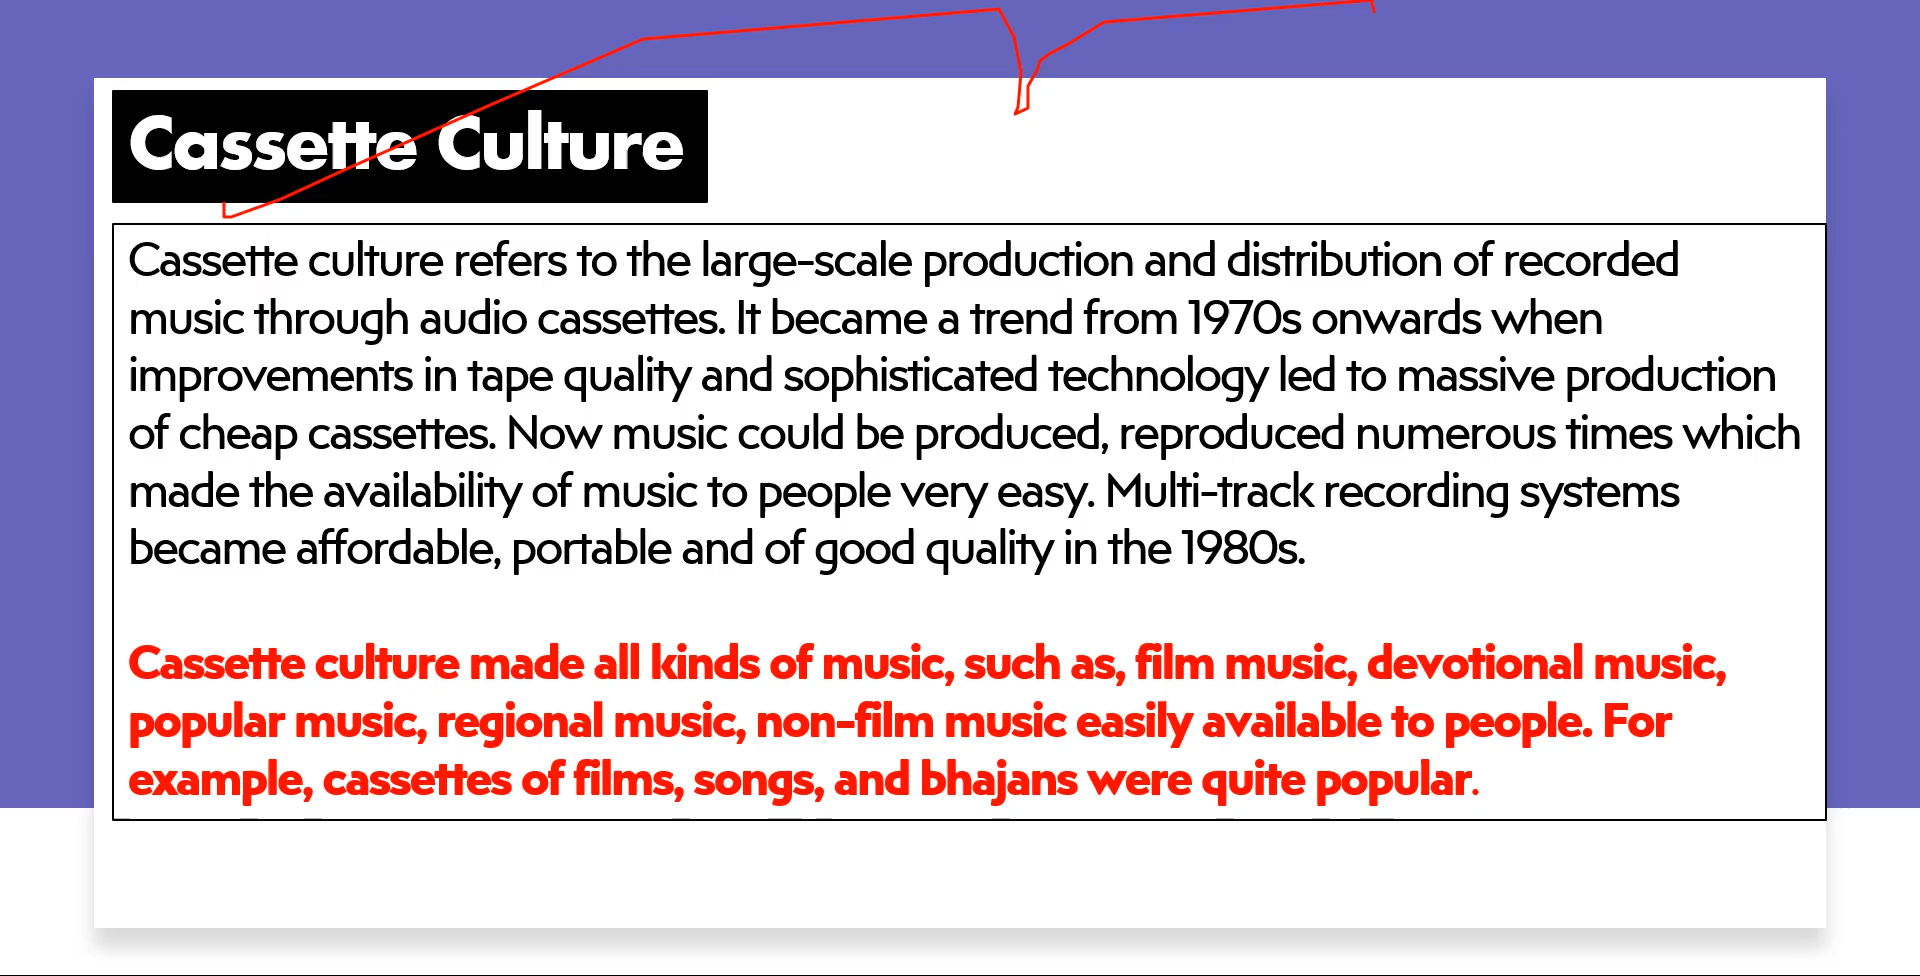 Cassette Culture
Cassette culture refers to the large-scale production and distribution of recorded
music through audio cassettes. It became a trend from 1970s onwards when
improvements in tape quality and sophisticated technology led to massive production
of cheap cassettes. Now music could be produced, reproduced numerous times which
made the availability of music to people very easy. Multi-track recording systems
became affordable, portable and of good quality in the 1980s.
Cassette culture made all kinds of music, such as, film music, devotional music,
popular music, regional music, non-film music easily available to people. For
example, cassettes of films, songs, and bhajans were quite popular.